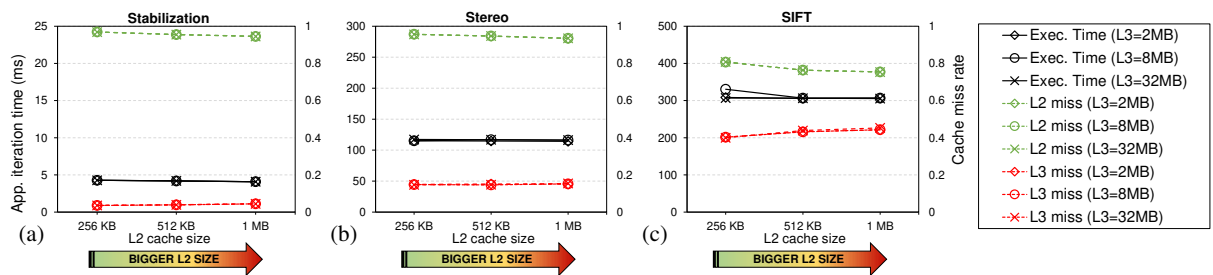 Stabilization
Stereo
SIFT
App. iteration time (ms)
25
20
15
10
5
0
1
0.8
0.6
0.4
0.2
0
256 KB 512 KB 1 MB
L2 cache size
(a)
BIGGER L2 SIZE
300
250
200
150
100
50
0
1
0.8
0.6
0.4
0.2
0
256 KB 512 KB 1 MB
L2 cache size
(b)
BIGGER L2 SIZE
500
400
300
200
100
0
1
0.8
0.6
0.4
0.2
0
Cache miss rate
256 KB 512 KB 1 MB
L2 cache size
(c)
BIGGER L2 SIZE
Exec. Time (L3=2MB)
Exec. Time (L3=8MB)
Exec. Time (L3=32MB)
L2 miss (L3=2MB)
L2 miss (L3=8MB)
L2 miss (L3=32MB)
L3 miss (L3=2MB)
L3 miss (L3=8MB)
L3 miss (L3=32MB)